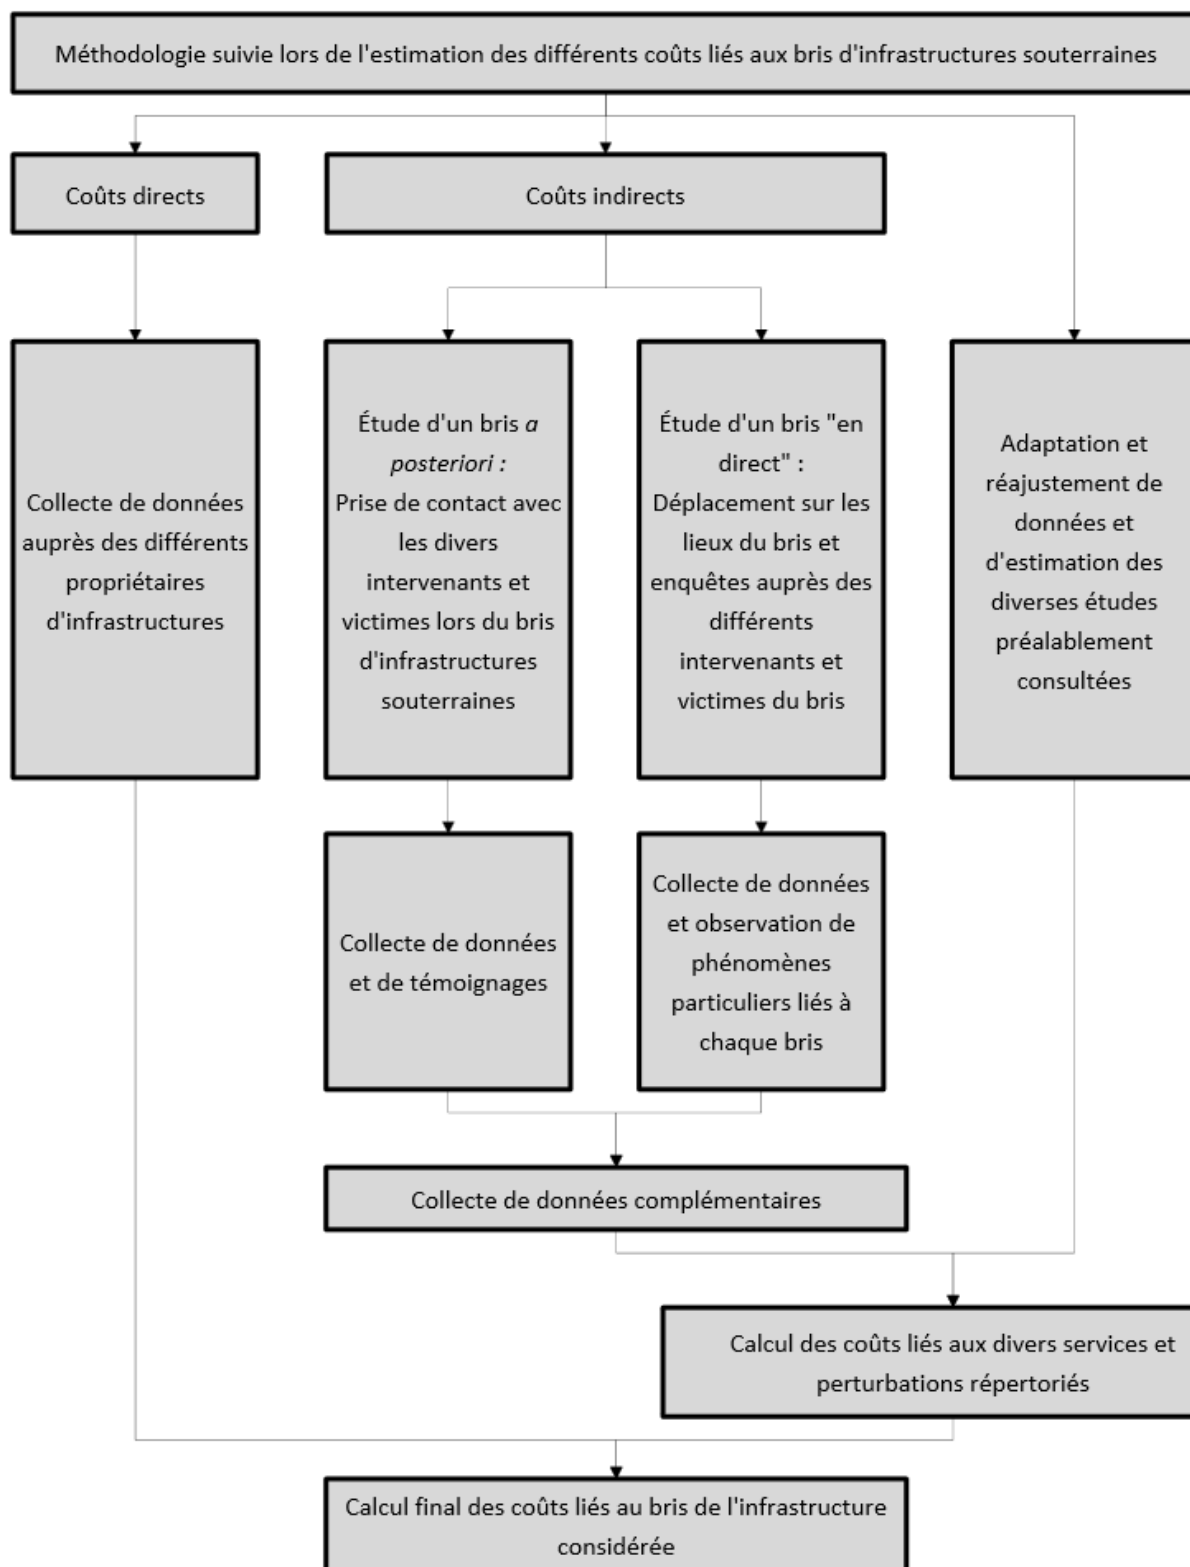 Méthodologie suivie lors de l'estimation des différents coûts liés aux bris d'infrastructures souterraines
Coûts directs
Coûts indirects
Collecte de données
auprès des différents
propriétaires
d'infrastructures
Étude d'un bris a
posteriori :
Prise de contact avec
les divers
intervenants et
victimes lors du bris
d'infrastructures
souterraines
Étude d'un bris "en
direct" :
Déplacement sur les
lieux du bris et
enquêtes auprès des
différents
intervenants et
victimes du bris
Adaptation et
réajustement de
données et
d'estimation des
diverses études
préalablement
consultées
Collecte de données
et de témoignages
Collecte de données
et observation de
phénomènes
particuliers liés à
chaque bris
Collecte de données complémentaires
Calcul des coûts liés aux divers services et
perturbations répertoriés
Calcul final des coûts liés au bris de l'infrastructure
considérée